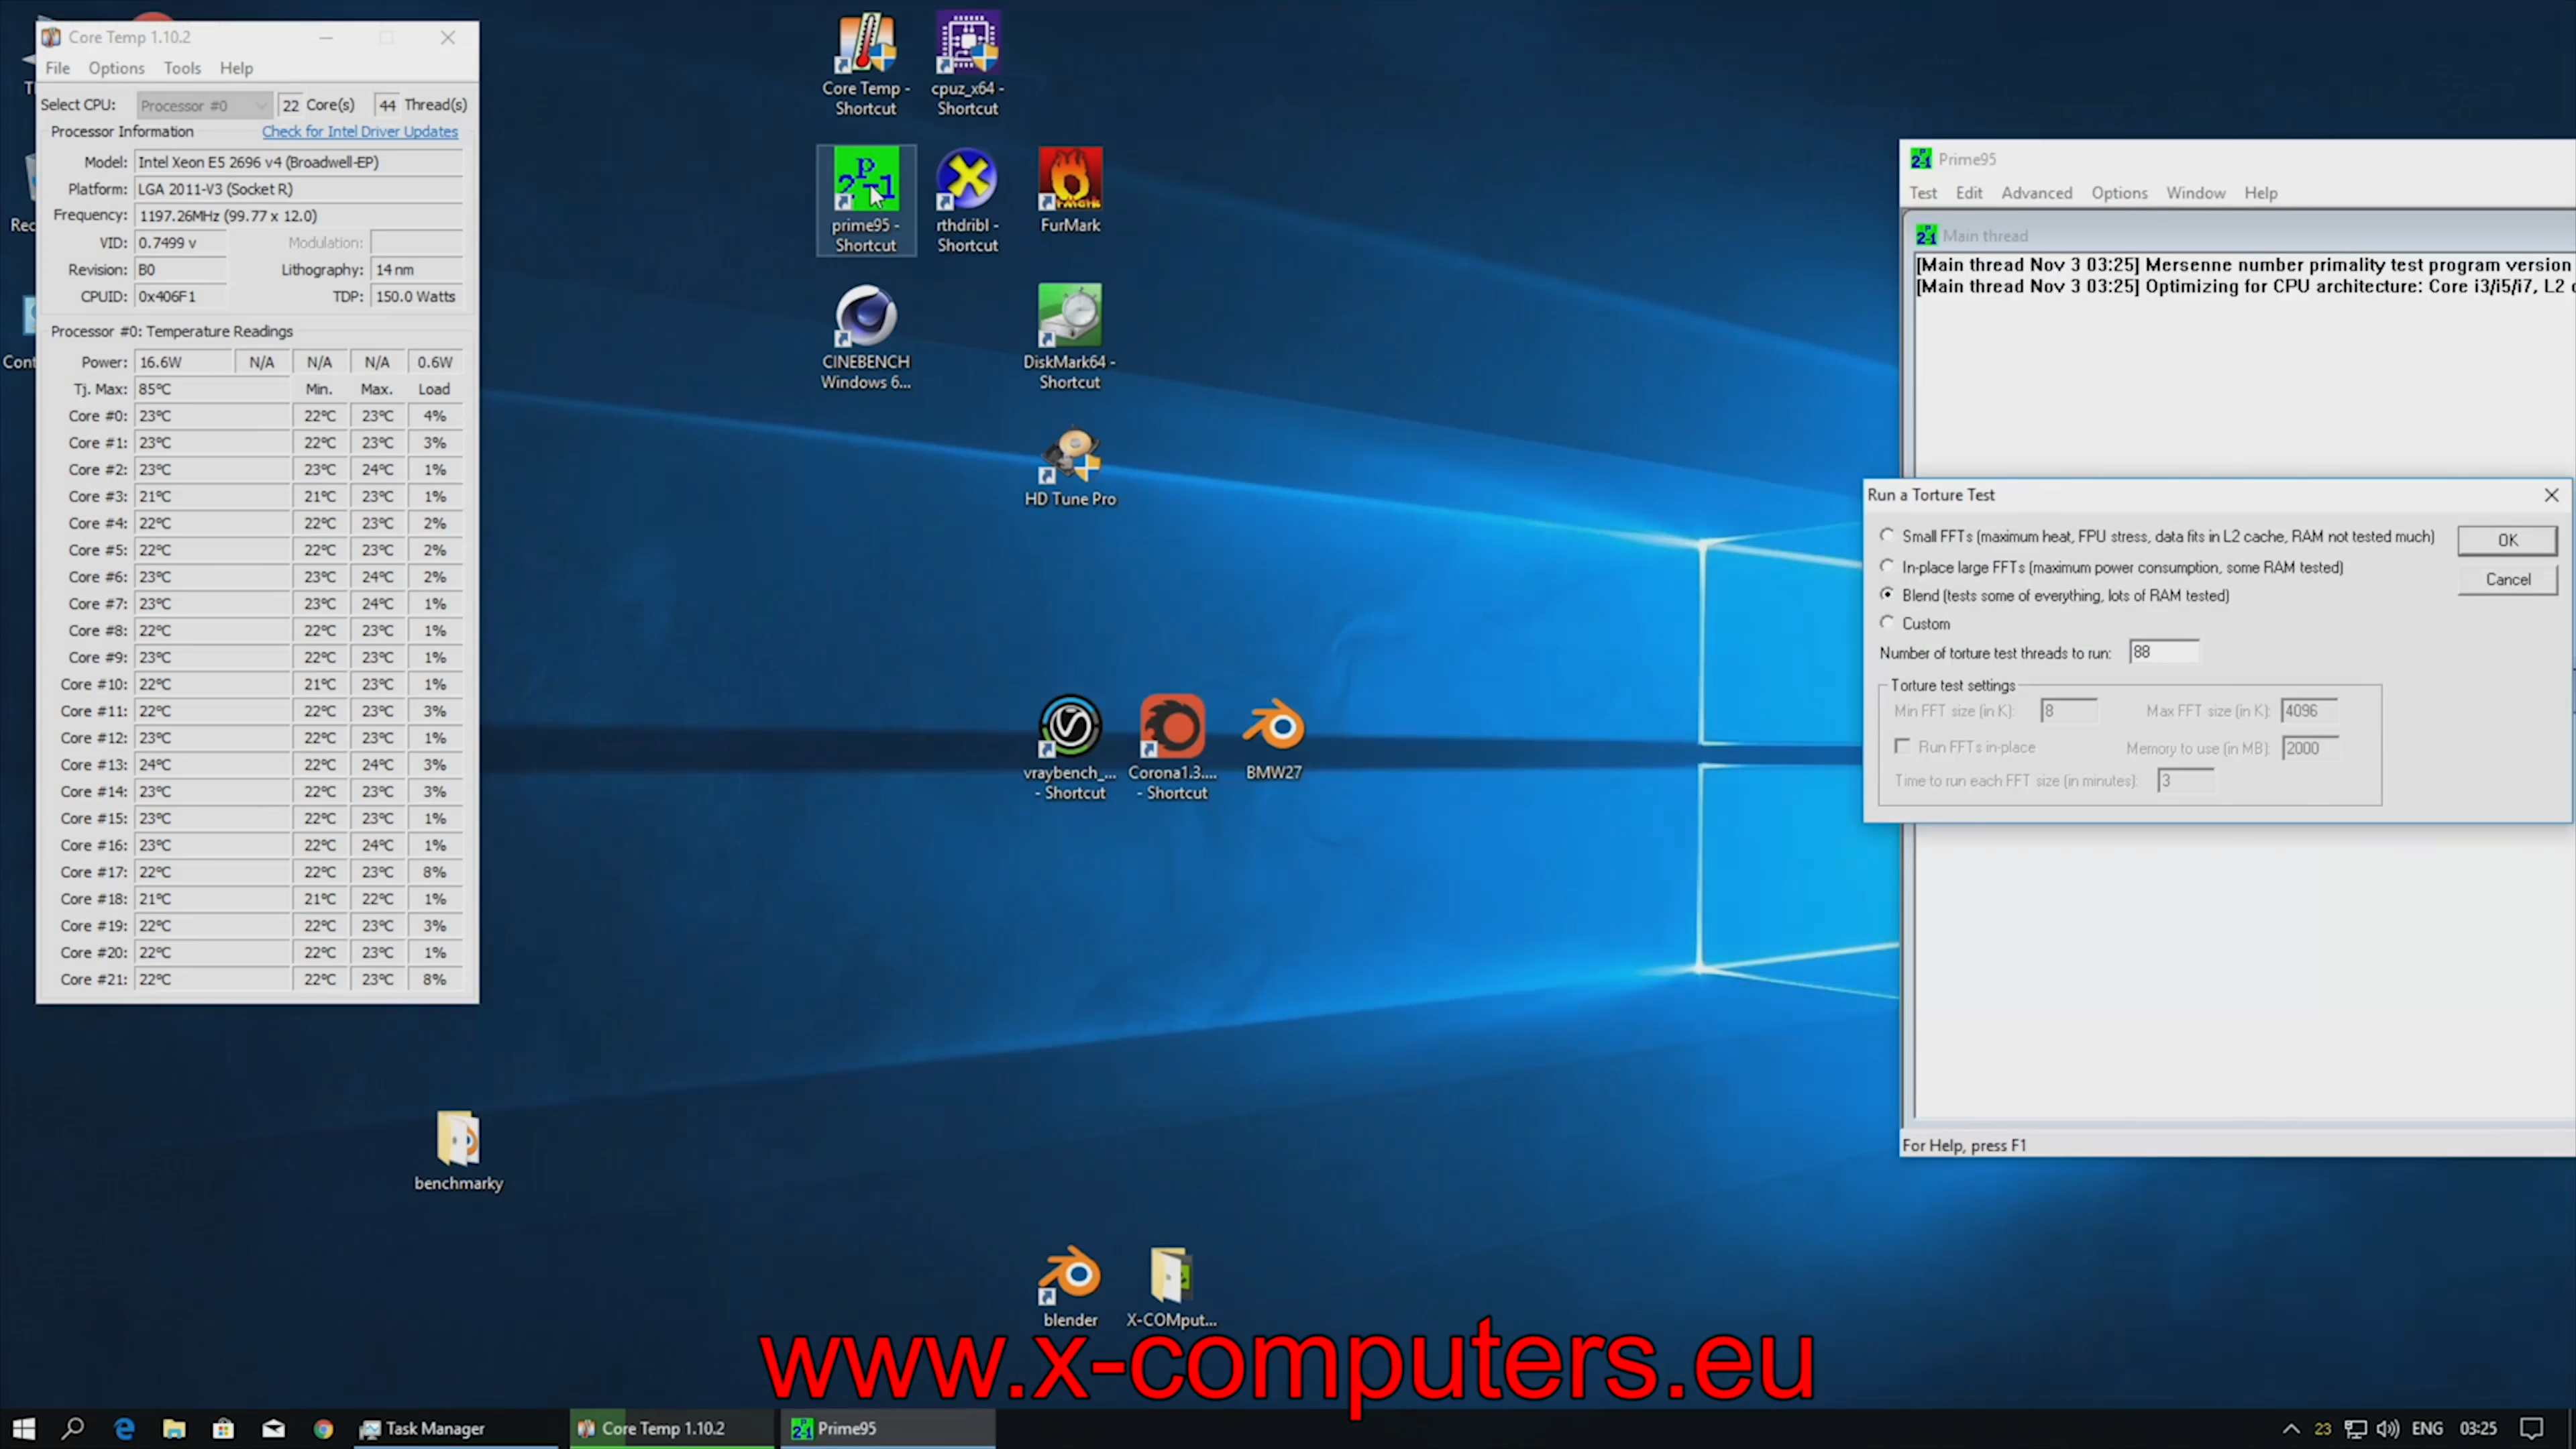 Core Temp 1.10.2
File Options Tools Help
Select CPU: Processor #0 22 Core(s) 44 Thread(s)
Processor Information Check for Intel Driver Updates
Model: Intel Xeon E5 2696 v4 (Broadwell-EP)
Platform: LGA 2011-V3 (Socket R)
Frequency: 1197.26MHz (99.77 x 12.0)
VID: 0.7499 v Modulation:
Revision: B0 Lithography: 14 nm
CPUID: 0x406F1 TDP: 150.0 Watts
Processor #0: Temperature Readings
Power: 16.6W N/A N/A N/A 0.6W
Tj. Max: 85°C Min. Max. Load
Core #0: 23°C 22°C 23°C 4%
Core #1: 23°C 22°C 23°C 3%
Core #2: 23°C 23°C 24°C 1%
Core #3: 21°C 21°C 23°C 1%
Core #4: 22°C 22°C 23°C 2%
Core #5: 22°C 22°C 23°C 2%
Core #6: 23°C 23°C 24°C 2%
Core #7: 23°C 23°C 24°C 1%
Core #8: 22°C 22°C 23°C 1%
Core #9: 23°C 22°C 23°C 1%
Core #10: 22°C 21°C 23°C 1%
Core #11: 22°C 22°C 23°C 3%
Core #12: 23°C 22°C 23°C 1%
Core #13: 24°C 22°C 24°C 3%
Core #14: 22°C 22°C 23°C 3%
Core #15: 23°C 22°C 23°C 1%
Core #16: 23°C 22°C 24°C 1%
Core #17: 22°C 22°C 23°C 8%
Core #18: 21°C 21°C 22°C 1%
Core #19: 22°C 22°C 23°C 3%
Core #20: 22°C 22°C 23°C 1%
Core #21: 22°C 22°C 23°C 8%
Core Temp -
Shortcut
cpuz_x64 -
Shortcut
prime95 -
Shortcut
rthdribl -
Shortcut
FurMark
CINEBENCH
Windows 6...
DiskMark64 -
Shortcut
HD Tune Pro
vraybench_...
- Shortcut
Corona1.3....
- Shortcut
BMW27
benchmarky
blender
X-COMput...
Prime95
Test Edit Advanced Options Window Help
Main thread
[Main thread Nov 3 03:25] Mersenne number primality test program version
[Main thread Nov 3 03:25] Optimizing for CPU architecture: Core i3/i5/i7, L2
Run a Torture Test
Small FFTs (maximum heat, FPU stress, data fits in L2 cache, RAM not tested much)
OK
In-place large FFTs (maximum power consumption, some RAM tested)
Cancel
Blend (tests some of everything, lots of RAM tested)
Custom
Number of torture test threads to run: 88
Torture test settings
Min FFT size (in K): 8 Max FFT size (in K): 4096
Run FFTs in-place Memory to use (in MB): 2000
Time to run each FFT size (in minutes): 3
For Help, press F1
www.x-computers.eu
Task Manager
Core Temp 1.10.2
Prime95
23 ENG 03:25